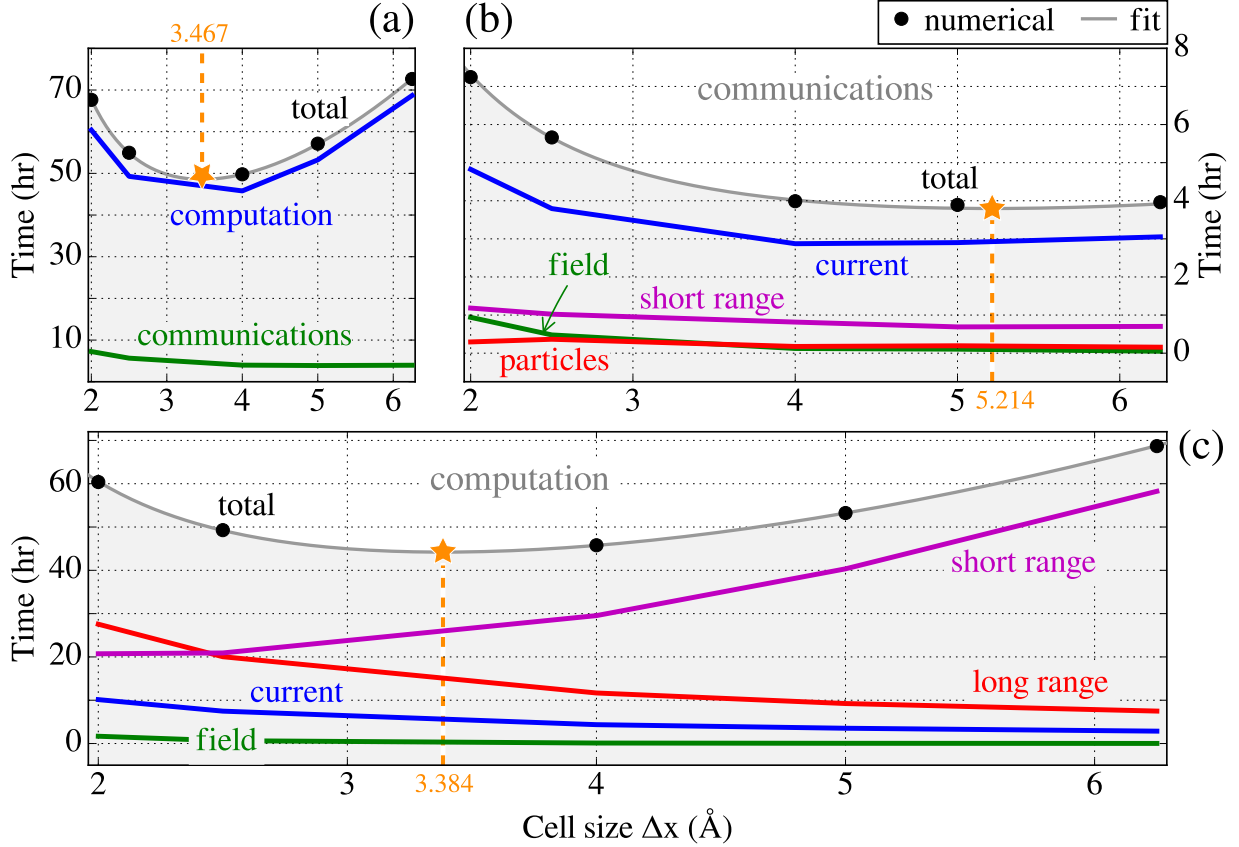 (a)
3.467
70
50
30
10
Time (hr)
total
computation
communications
2 3 4 5 6
(b)
numerical fit
communications
total
current
field
short range
particles
8
6
4
2
0
Time (hr)
2 3 4 5 6
5.214
(c)
computation
total
short range
long range
current
field
60
40
20
0
Time (hr)
2 3 4 5 6
3.384
Cell size Δx (Å)